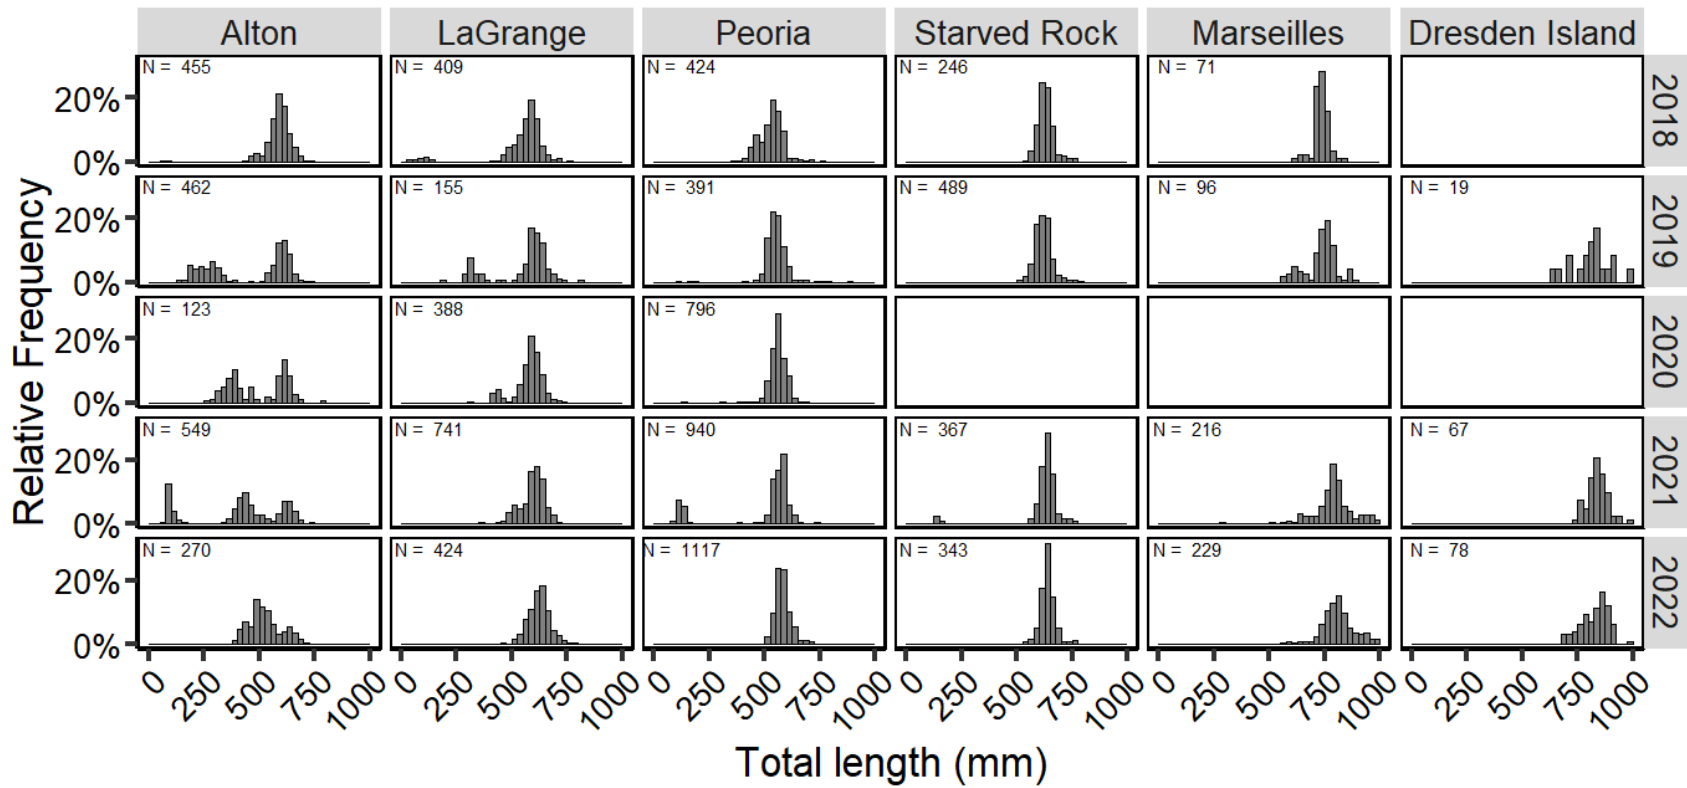 Alton LaGrange Peoria Starved Rock Marseilles Dresden Island
N = 455 N = 409 N = 424 N = 246 N = 71
20%
0%
2018
N = 462 N = 155 N = 391 N = 489 N = 96 N = 19
20%
0%
2019
Relative Frequency
N = 123 N = 388 N = 796
20%
0%
2020
N = 549 N = 741 N = 940 N = 367 N = 216 N = 67
20%
0%
2021
N = 270 N = 424 N = 1117 N = 343 N = 229 N = 78
20%
0%
2022
0 250 500 750 1000 0 250 500 750 1000 0 250 500 750 1000 0 250 500 750 1000 0 250 500 750 1000 0 250 500 750 1000
Total length (mm)